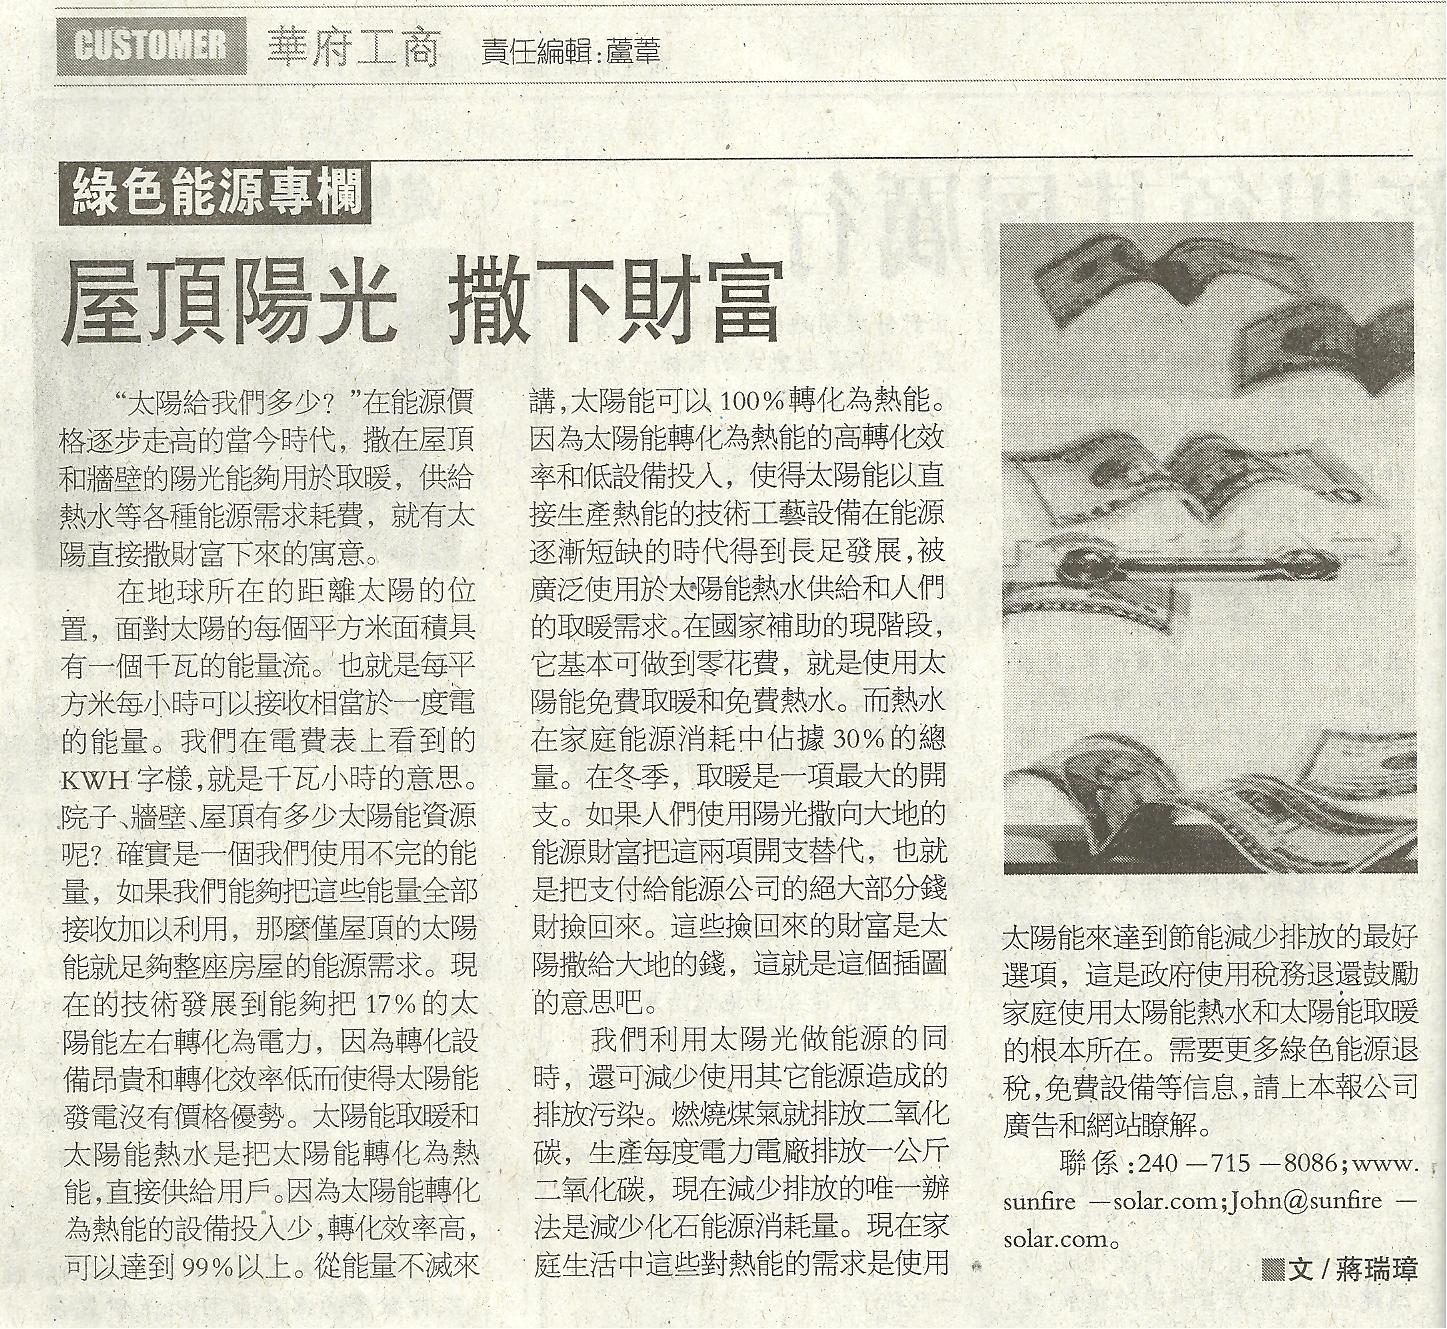 CUSTOMER 華府工商 責任編輯:蘆葦
綠色能源專欄
屋頂陽光 撒下財富
“太陽給我們多少?”在能源價
格逐步走高的當今時代，撒在屋頂
和牆壁的陽光能夠用於取暖，供給
熱水等各種能源需求耗費，就有太
陽直接撒財富下來的寓意。
在地球所在的距離太陽的位
置，面對太陽的每個平方米面積具
有一個千瓦的能量流。也就是每平
方米每小時可以接收相當於一度電
的能量。我們在電費表上看到的
KWH字樣,就是千瓦小時的意思。
院子、牆壁、屋頂有多少太陽能資源
呢?確實是一個我們使用不完的能
量，如果我們能夠把這些能量全部
接收加以利用，那麼僅屋頂的太陽
能就足夠整座房屋的能源需求。現
在的技術發展到能夠把17%的太
陽能左右轉化為電力，因為轉化設
備昂貴和轉化效率低而使得太陽能
發電沒有價格優勢。太陽能取暖和
太陽能熱水是把太陽能轉化為熱
能,直接供給用戶。因為太陽能轉化
為熱能的設備投入少,轉化效率高,
可以達到99%以上。從能量不滅來
講,太陽能可以100%轉化為熱能。
因為太陽能轉化為熱能的高轉化效
率和低設備投入，使得太陽能以直
接生產熱能的技術工藝設備在能源
逐漸短缺的時代得到長足發展,被
廣泛使用於太陽能熱水供給和人們
的取暖需求。在國家補助的現階段,
它基本可做到零花費，就是使用太
陽能免費取暖和免費熱水。而熱水
在家庭能源消耗中佔據30%的總
量。在冬季，取暖是一項最大的開
支。如果人們使用陽光撒向大地的
能源財富把這兩項開支替代，也就
是把支付給能源公司的絕大部分錢
財撿回來。這些撿回來的財富是太
陽撒給大地的錢，這就是這個插圖
的意思吧。
我們利用太陽光做能源的同
時，還可減少使用其它能源造成的
排放污染。燃燒煤氣就排放二氧化
碳，生產每度電力電廠排放一公斤
二氧化碳，現在減少排放的唯一辦
法是減少化石能源消耗量。現在家
庭生活中這些對熱能的需求是使用
太陽能來達到節能減少排放的最好
選項，這是政府使用稅務退還鼓勵
家庭使用太陽能熱水和太陽能取暖
的根本所在。需要更多綠色能源退
稅,免費設備等信息,請上本報公司
廣告和網站瞭解。
聯係:240－715－8086;www.
sunfire －solar.com;John@sunfire －
solar.com。
■文/蔣瑞璋